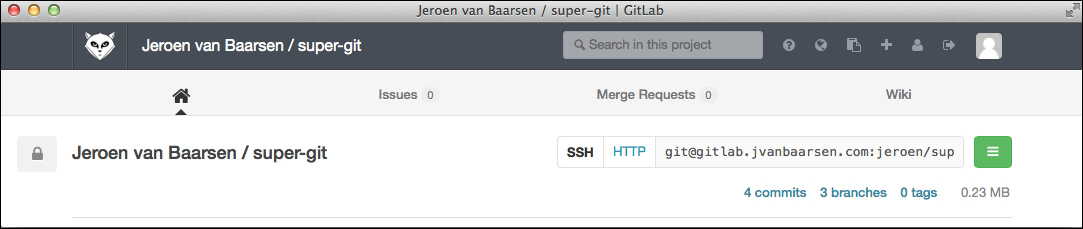 Jeroen van Baarsen / super-git | GitLab
Jeroen van Baarsen / super-git Search in this project
Issues 0 Merge Requests 0 Wiki
Jeroen van Baarsen / super-git SSH HTTP git@gitlab.jvanbaarsen.com:jeroen/sup
4 commits 3 branches 0 tags 0.23 MB